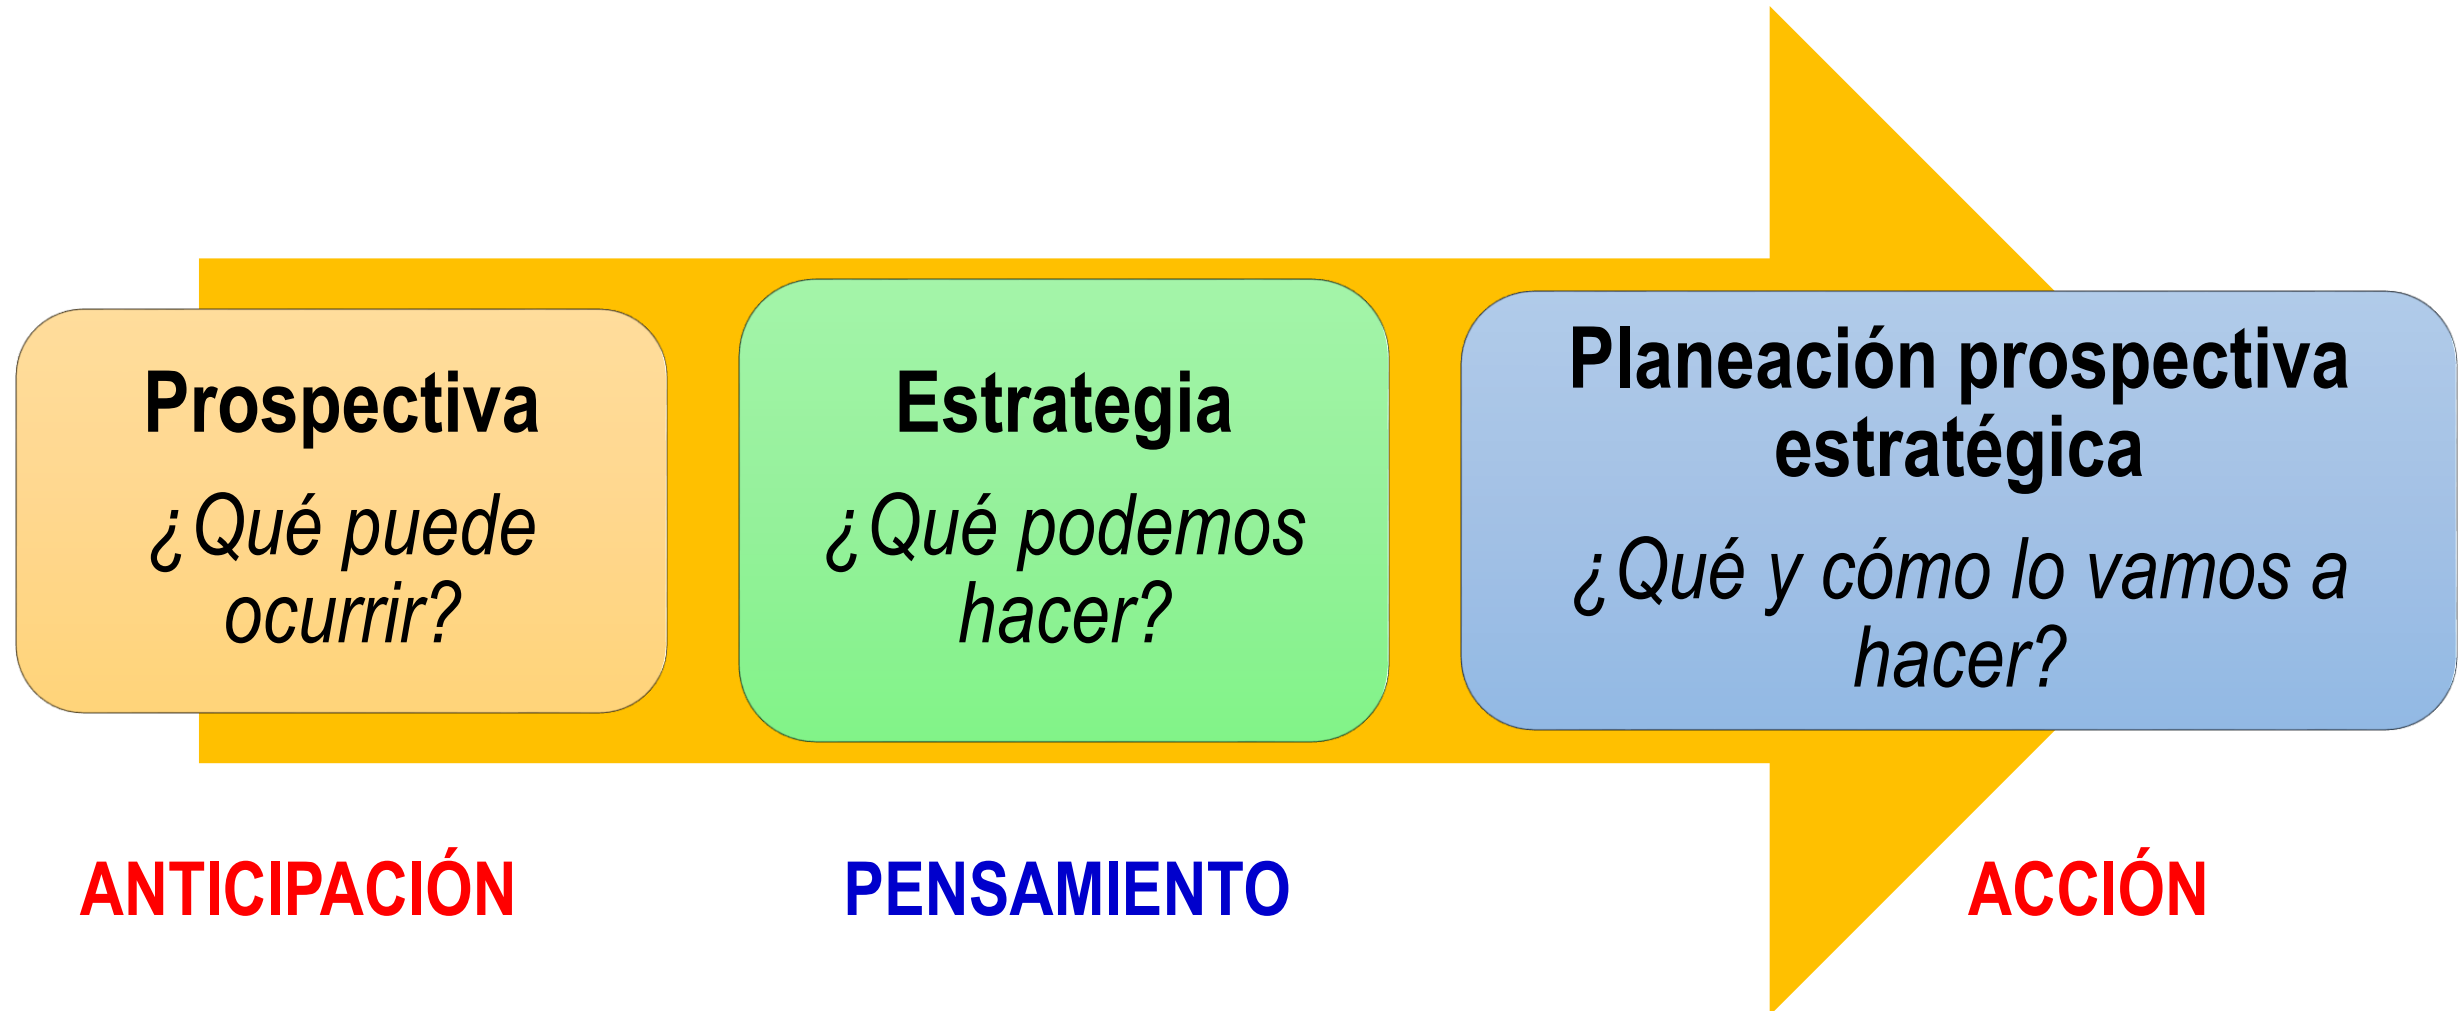 Prospectiva
¿Qué puede
ocurrir?
Estrategia
¿Qué podemos
hacer?
Planeación prospectiva
estratégica
¿Qué y cómo lo vamos a
hacer?
ANTICIPACIÓN
PENSAMIENTO
ACCIÓN